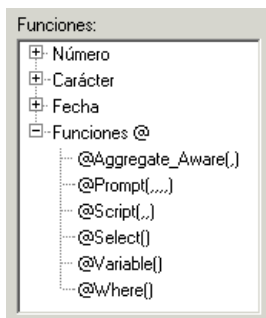 Funciones:
Número
Carácter
Fecha
Funciones @
@Aggregate_Aware(,)
@Prompt(,,,,)
@Script(,,)
@Select()
@Variable()
@Where()